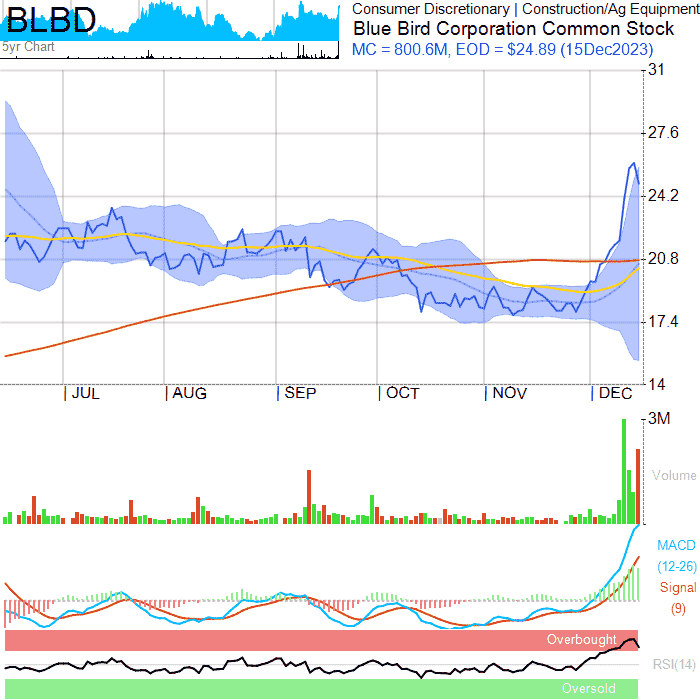 BLBD
5yr Chart
Consumer Discretionary | Construction/Ag Equipment
Blue Bird Corporation Common Stock
MC = 800.6M, EOD = $24.89 (15Dec2023)
31
27.6
24.2
20.8
17.4
14
| JUL | AUG | SEP | OCT | NOV | DEC
3M
Volume
MACD
(12-26)
Signal
(9)
Overbought
RSI(14)
Oversold